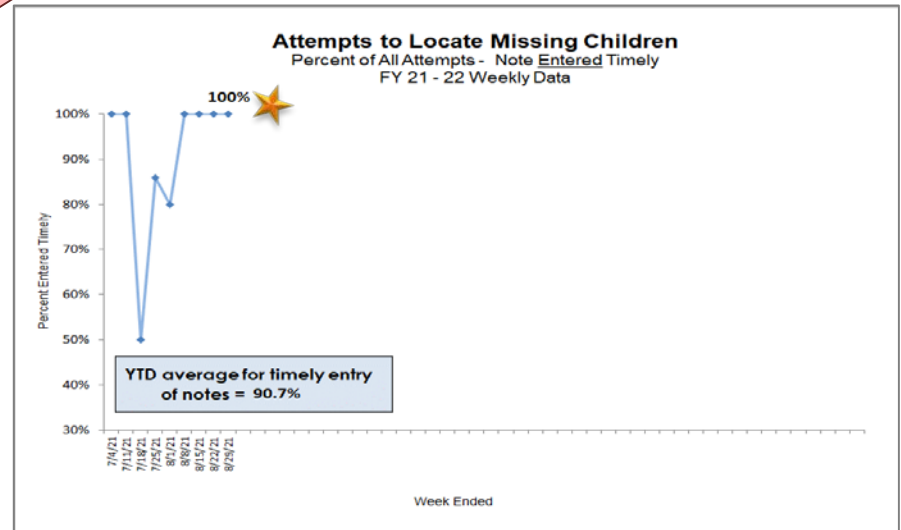 Attempts to Locate Missing Children
Percent of All Attempts - Note Entered Timely
FY 21 - 22 Weekly Data
100%
100%
90%
80%
70%
60%
50%
40%
30%
Percent Entered Timely
YTD average for timely entry
of notes = 90.7%
7/4/21
7/11/21
7/18/21
7/25/21
8/1/21
8/8/21
8/15/21
8/22/21
8/29/21
Week Ended